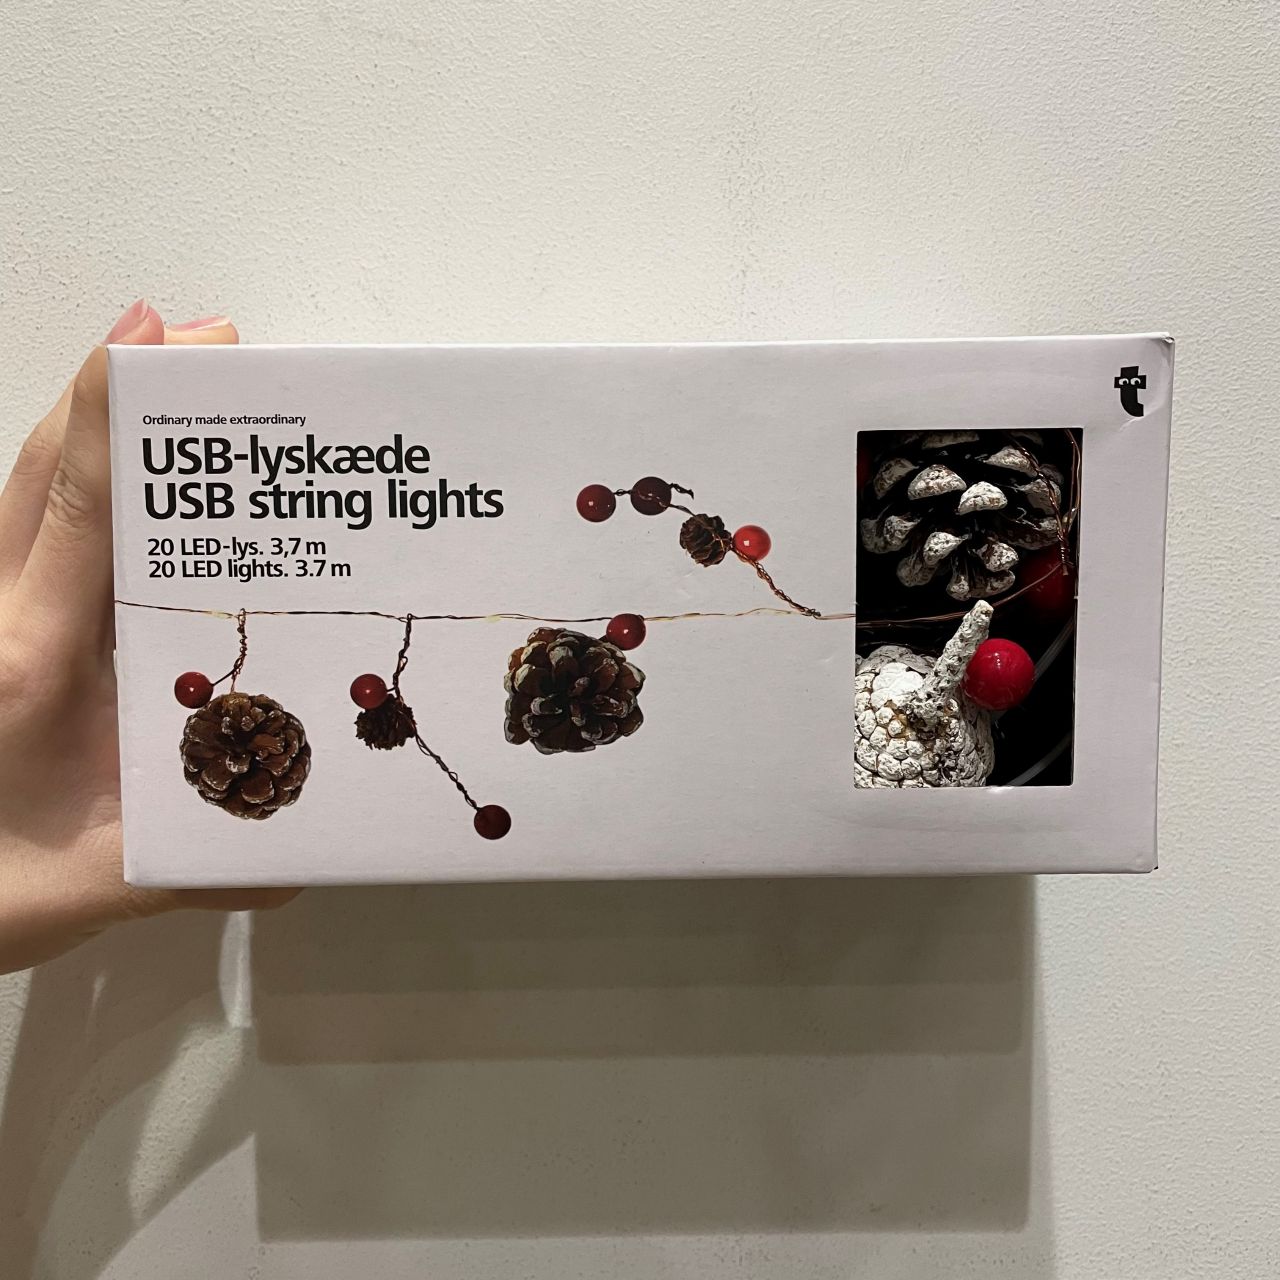 Ordinary made extraordinary
USB-lyskæde
USB string lights
20 LED-lys. 3,7 m
20 LED lights. 3.7 m
t